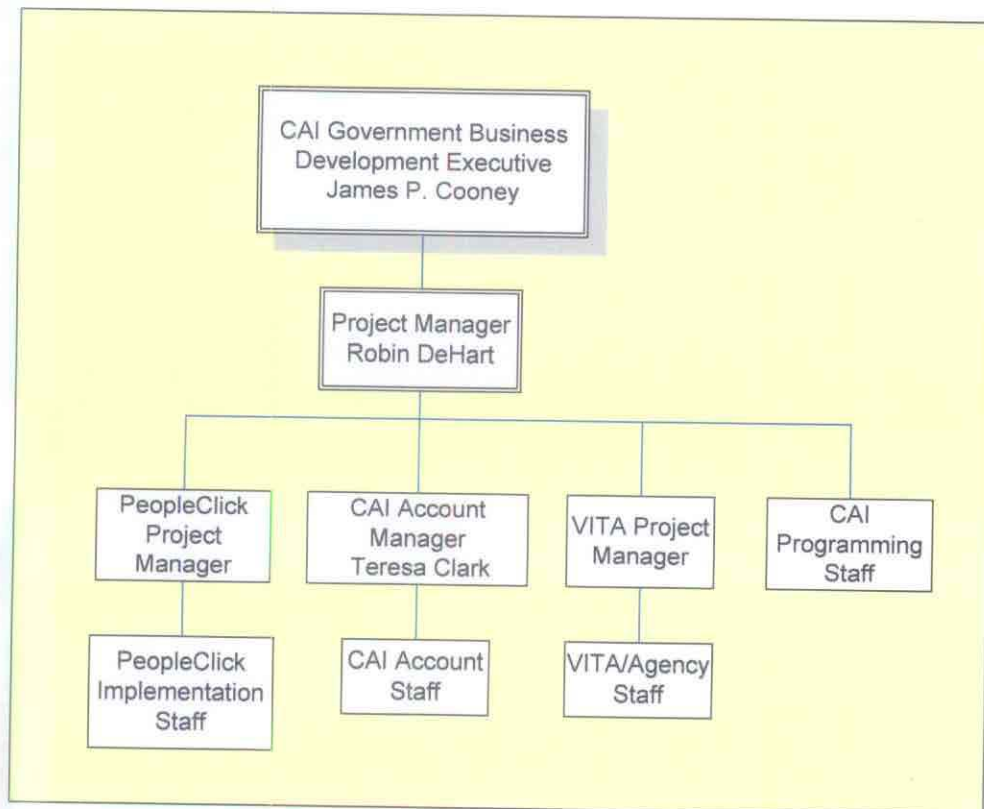 CAI Government Business
Development Executive
James P. Cooney
Project Manager
Robin DeHart
PeopleClick
Project
Manager
CAI Account
Manager
Teresa Clark
VITA Project
Manager
CAI
Programming
Staff
PeopleClick
Implementation
Staff
CAI Account
Staff
VITA/Agency
Staff